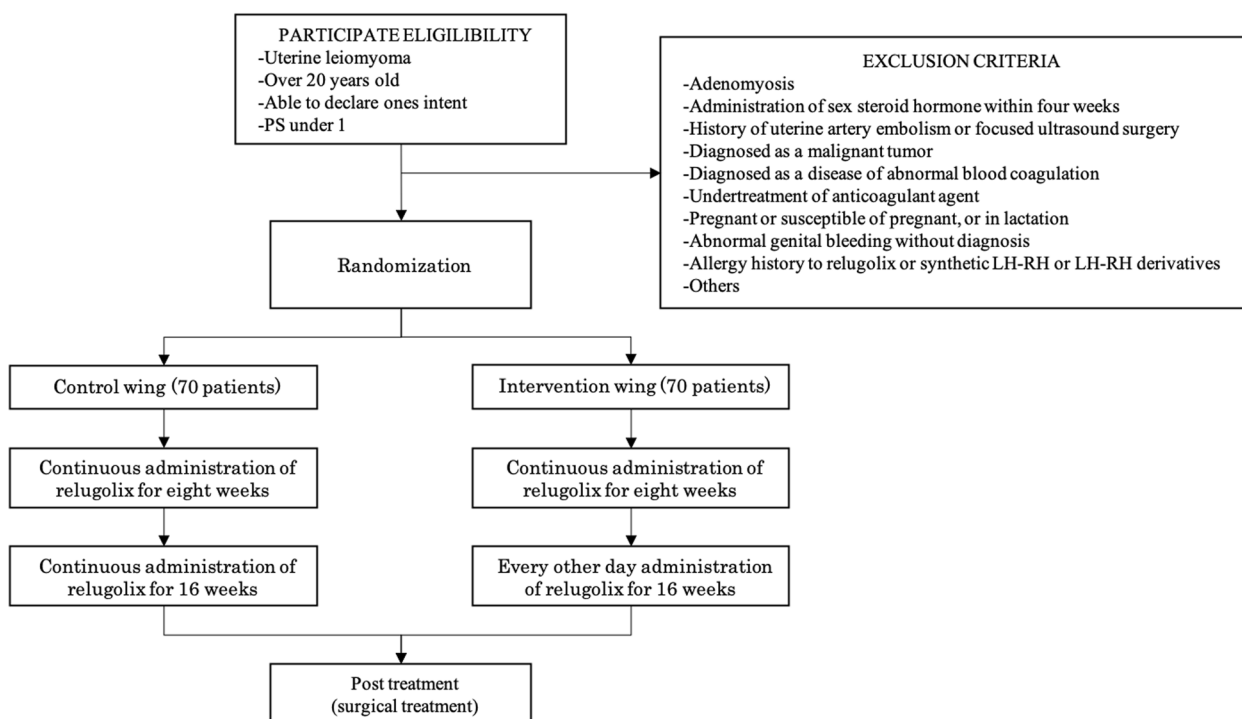 PARTICIPATE ELIGILIBILITY
-Uterine leiomyoma
-Over 20 years old
-Able to declare ones intent
-PS under 1
EXCLUSION CRITERIA
-Adenomyosis
-Administration of sex steroid hormone within four weeks
-History of uterine artery embolism or focused ultrasound surgery
-Diagnosed as a malignant tumor
-Diagnosed as a disease of abnormal blood coagulation
-Undertreatment of anticoagulant agent
-Pregnant or susceptible of pregnant, or in lactation
-Abnormal genital bleeding without diagnosis
-Allergy history to relugolix or synthetic LH-RH or LH-RH derivatives
-Others
Randomization
Control wing (70 patients)
Intervention wing (70 patients)
Continuous administration of
relugolix for eight weeks
Continuous administration of
relugolix for eight weeks
Continuous administration of
relugolix for 16 weeks
Every other day administration
of relugolix for 16 weeks
Post treatment
(surgical treatment)